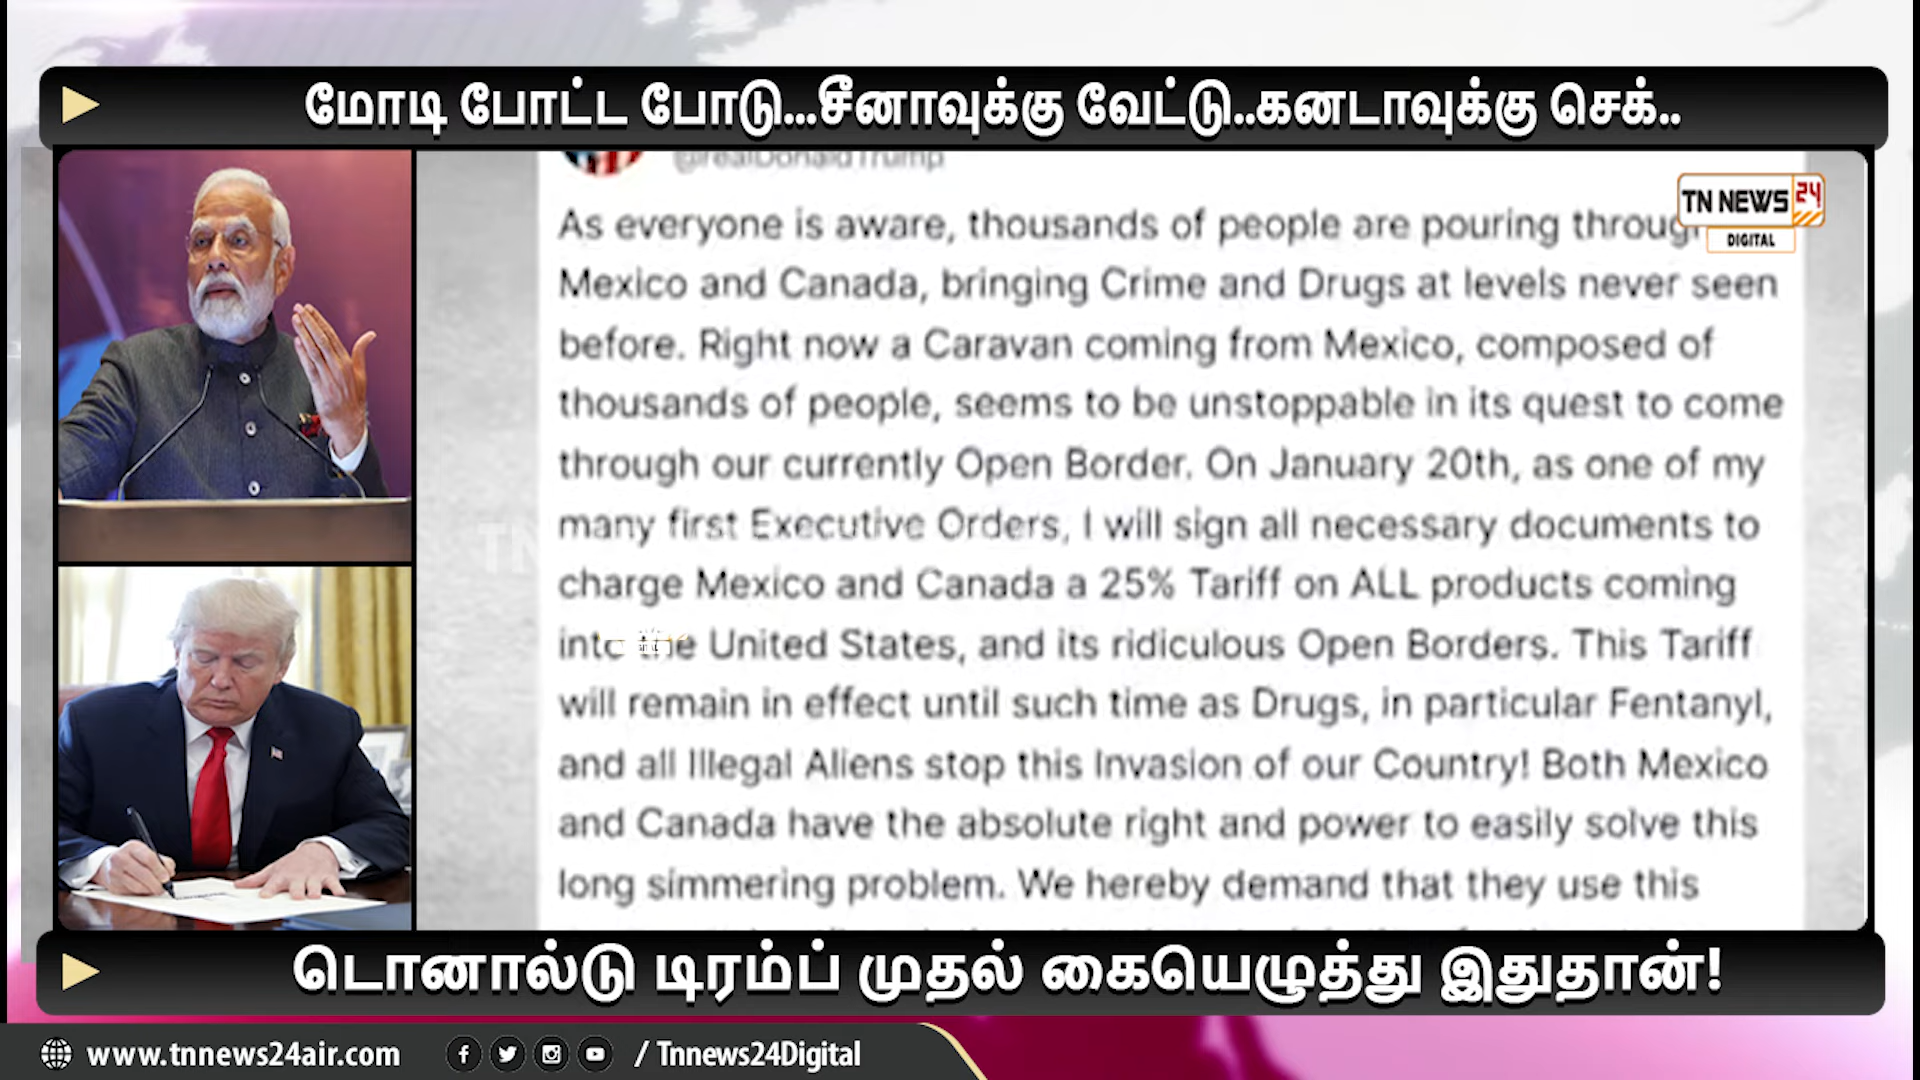 மோடி போட்ட போடு...சீனாவுக்கு வேட்டு..கனடாவுக்கு செக்..
@realDonaldTrump
TN NEWS 24
DIGITAL
As everyone is aware, thousands of people are pouring through
Mexico and Canada, bringing Crime and Drugs at levels never seen
before. Right now a Caravan coming from Mexico, composed of
thousands of people, seems to be unstoppable in its quest to come
through our currently Open Border. On January 20th, as one of my
many first Executive Orders, I will sign all necessary documents to
charge Mexico and Canada a 25% Tariff on ALL products coming
into the United States, and its ridiculous Open Borders. This Tariff
will remain in effect until such time as Drugs, in particular Fentanyl,
and all Illegal Aliens stop this Invasion of our Country! Both Mexico
and Canada have the absolute right and power to easily solve this
long simmering problem. We hereby demand that they use this
டொனால்டு டிரம்ப் முதல் கையெழுத்து இதுதான்!
www.tnnews24air.com
/ Tnnews24Digital